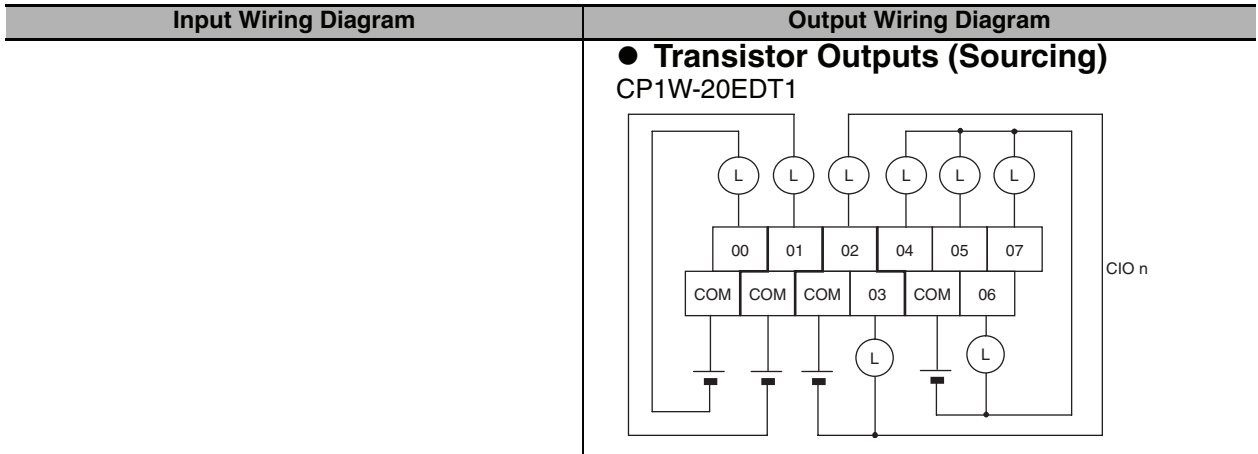 Input Wiring Diagram Output Wiring Diagram
● Transistor Outputs (Sourcing)
CP1W-20EDT1
L L L L L L
00 01 02 04 05 07
CIO n
COM COM COM 03 COM 06
L L